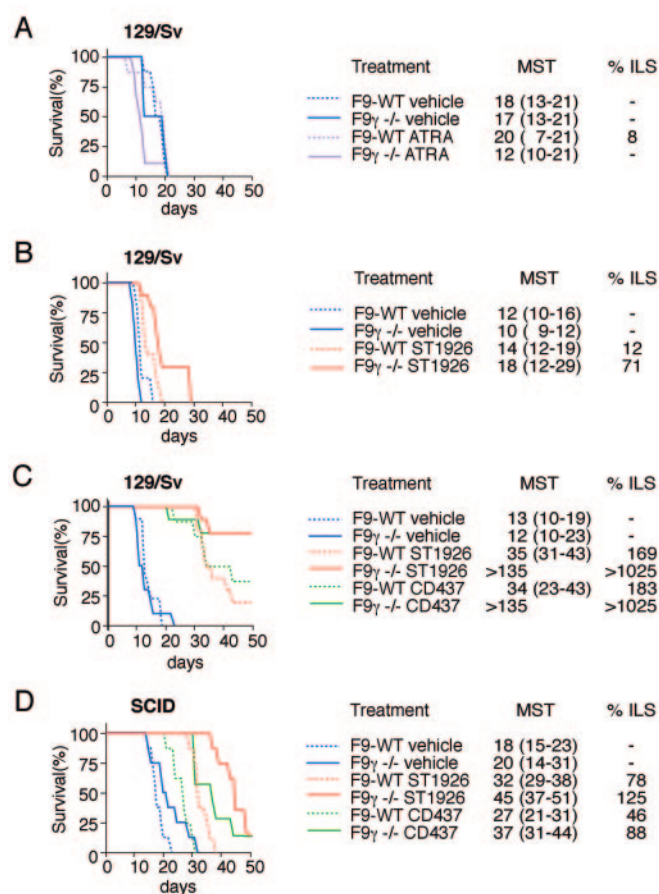 A
129/Sv
Survival(%)
100
75
50
25
0
0 10 20 30 40 50
days
Treatment MST % ILS
F9-WT vehicle 18 (13-21) -
F9γ -/- vehicle 17 (13-21) -
F9-WT ATRA 20 ( 7-21) 8
F9γ -/- ATRA 12 (10-21) -
B
129/Sv
Survival(%)
100
75
50
25
0
0 10 20 30 40 50
days
Treatment MST % ILS
F9-WT vehicle 12 (10-16) -
F9γ -/- vehicle 10 ( 9-12) -
F9-WT ST1926 14 (12-19) 12
F9γ -/- ST1926 18 (12-29) 71
C
129/Sv
Survival(%)
100
75
50
25
0
0 10 20 30 40 50
days
Treatment MST % ILS
F9-WT vehicle 13 (10-19) -
F9γ -/- vehicle 12 (10-23) -
F9-WT ST1926 35 (31-43) 169
F9γ -/- ST1926 >135 >1025
F9-WT CD437 34 (23-43) 183
F9γ -/- CD437 >135 >1025
D
SCID
Survival(%)
100
75
50
25
0
0 10 20 30 40 50
days
Treatment MST % ILS
F9-WT vehicle 18 (15-23) -
F9γ -/- vehicle 20 (14-31) -
F9-WT ST1926 32 (29-38) 78
F9γ -/- ST1926 45 (37-51) 125
F9-WT CD437 27 (21-31) 46
F9γ -/- CD437 37 (31-44) 88